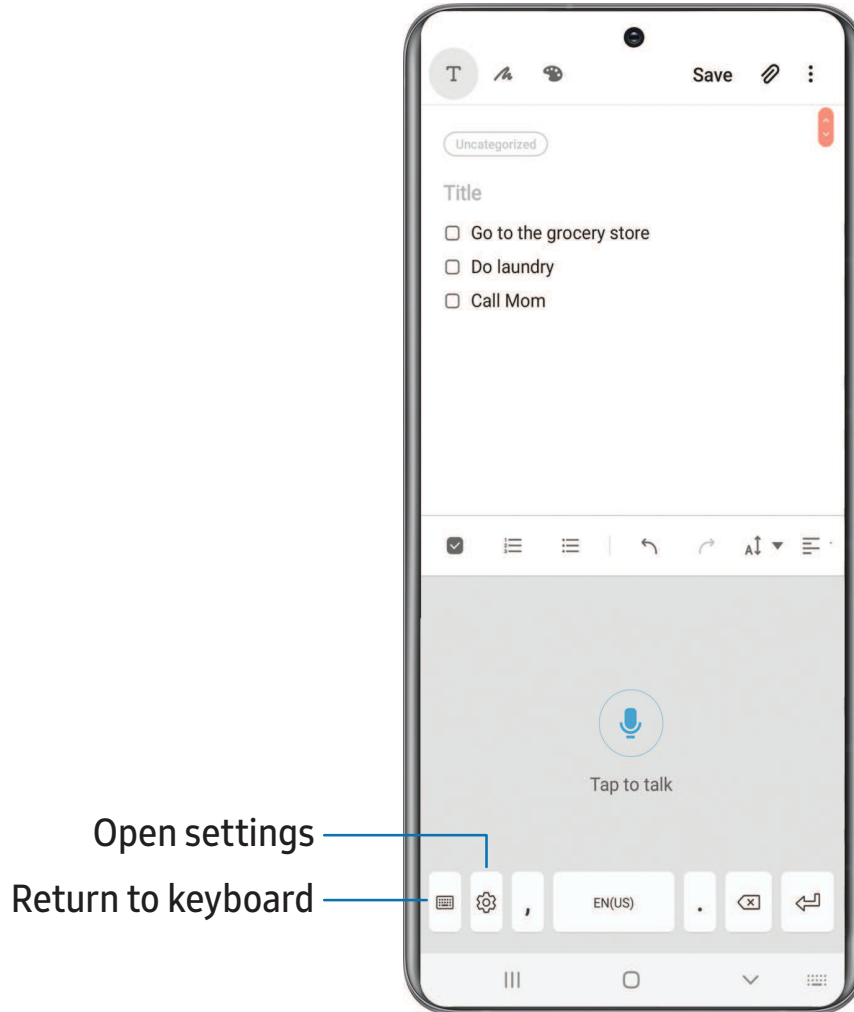 T Save
Uncategorized
Title
Go to the grocery store
Do laundry
Call Mom
A
Tap to talk
Open settings
Return to keyboard
, EN(US) .